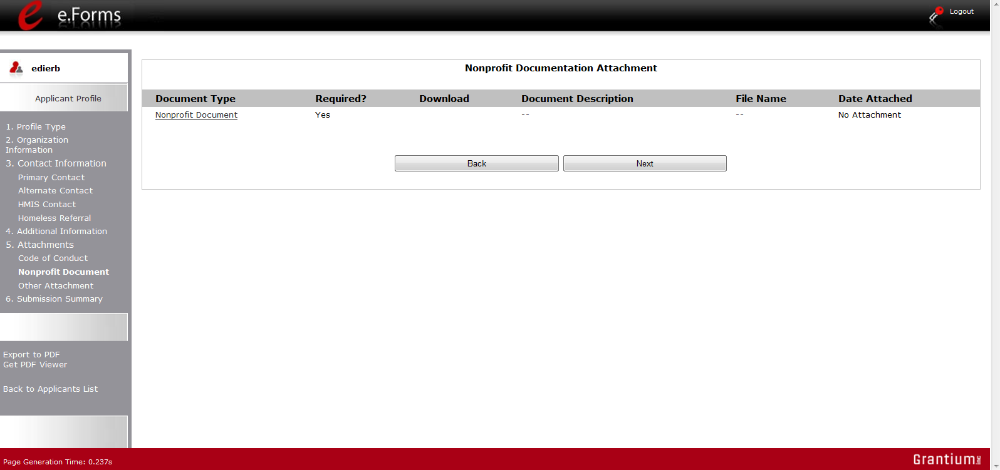 e e.Forms
Logout
edierb
Applicant Profile
1. Profile Type
2. Organization
Information
3. Contact Information
Primary Contact
Alternate Contact
HMIS Contact
Homeless Referral
4. Additional Information
5. Attachments
Code of Conduct
Nonprofit Document
Other Attachment
6. Submission Summary
Export to PDF
Get PDF Viewer
Back to Applicants List
Nonprofit Documentation Attachment
Document Type Required? Download Document Description File Name Date Attached
Nonprofit Document Yes -- -- No Attachment
Back Next
Page Generation Time: 0.237s
Grantium inc